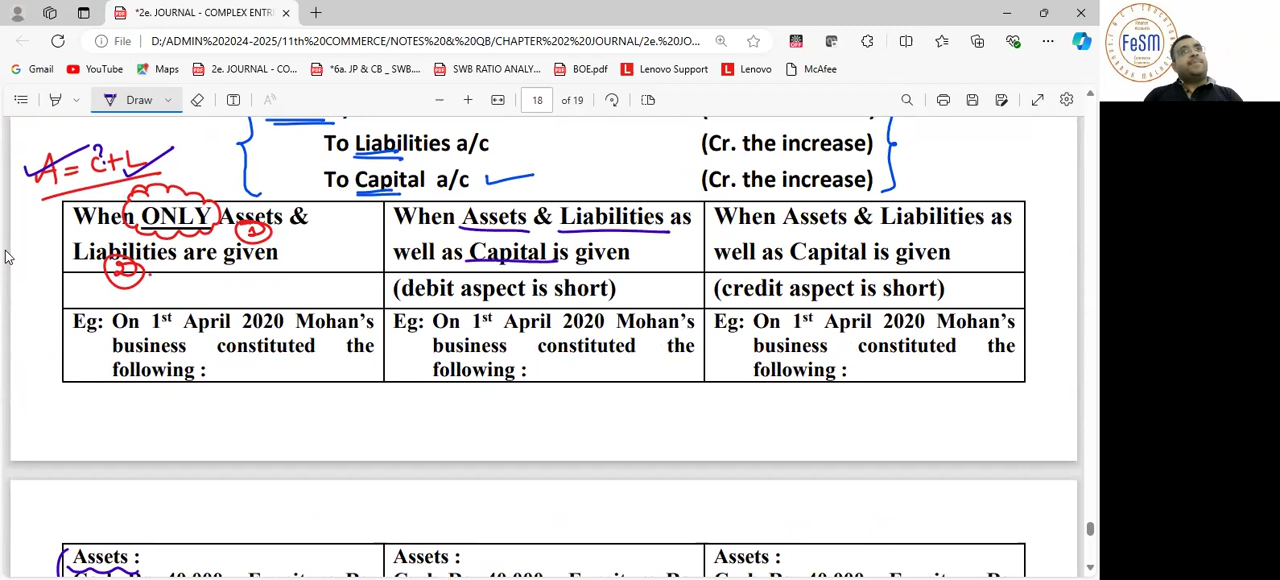 *2e. JOURNAL - COMPLEX ENTR
File D:/ADMIN%202024-2025/11th%20COMMERCE/NOTES%20&%20QB/CHAPTER%202%20JOURNAL/2e.%20JO...
Gmail YouTube Maps 2e. JOURNAL - CO... *6a. JP & CB _ SWB.... SWB RATIO ANALY... BOE.pdf Lenovo Support Lenovo McAfee
Draw 18 of 19
To Liabilities a/c (Cr. the increase)
A = C + L
?
To Capital a/c (Cr. the increase)
When ONLY Assets &
Liabilities are given
1
2
When Assets & Liabilities as
well as Capital is given
When Assets & Liabilities as
well as Capital is given
(debit aspect is short)
(credit aspect is short)
Eg: On 1st April 2020 Mohan's
business constituted the
following :
Eg: On 1st April 2020 Mohan's
business constituted the
following :
Eg: On 1st April 2020 Mohan's
business constituted the
following :
Assets :
Assets :
Assets :
FeSM